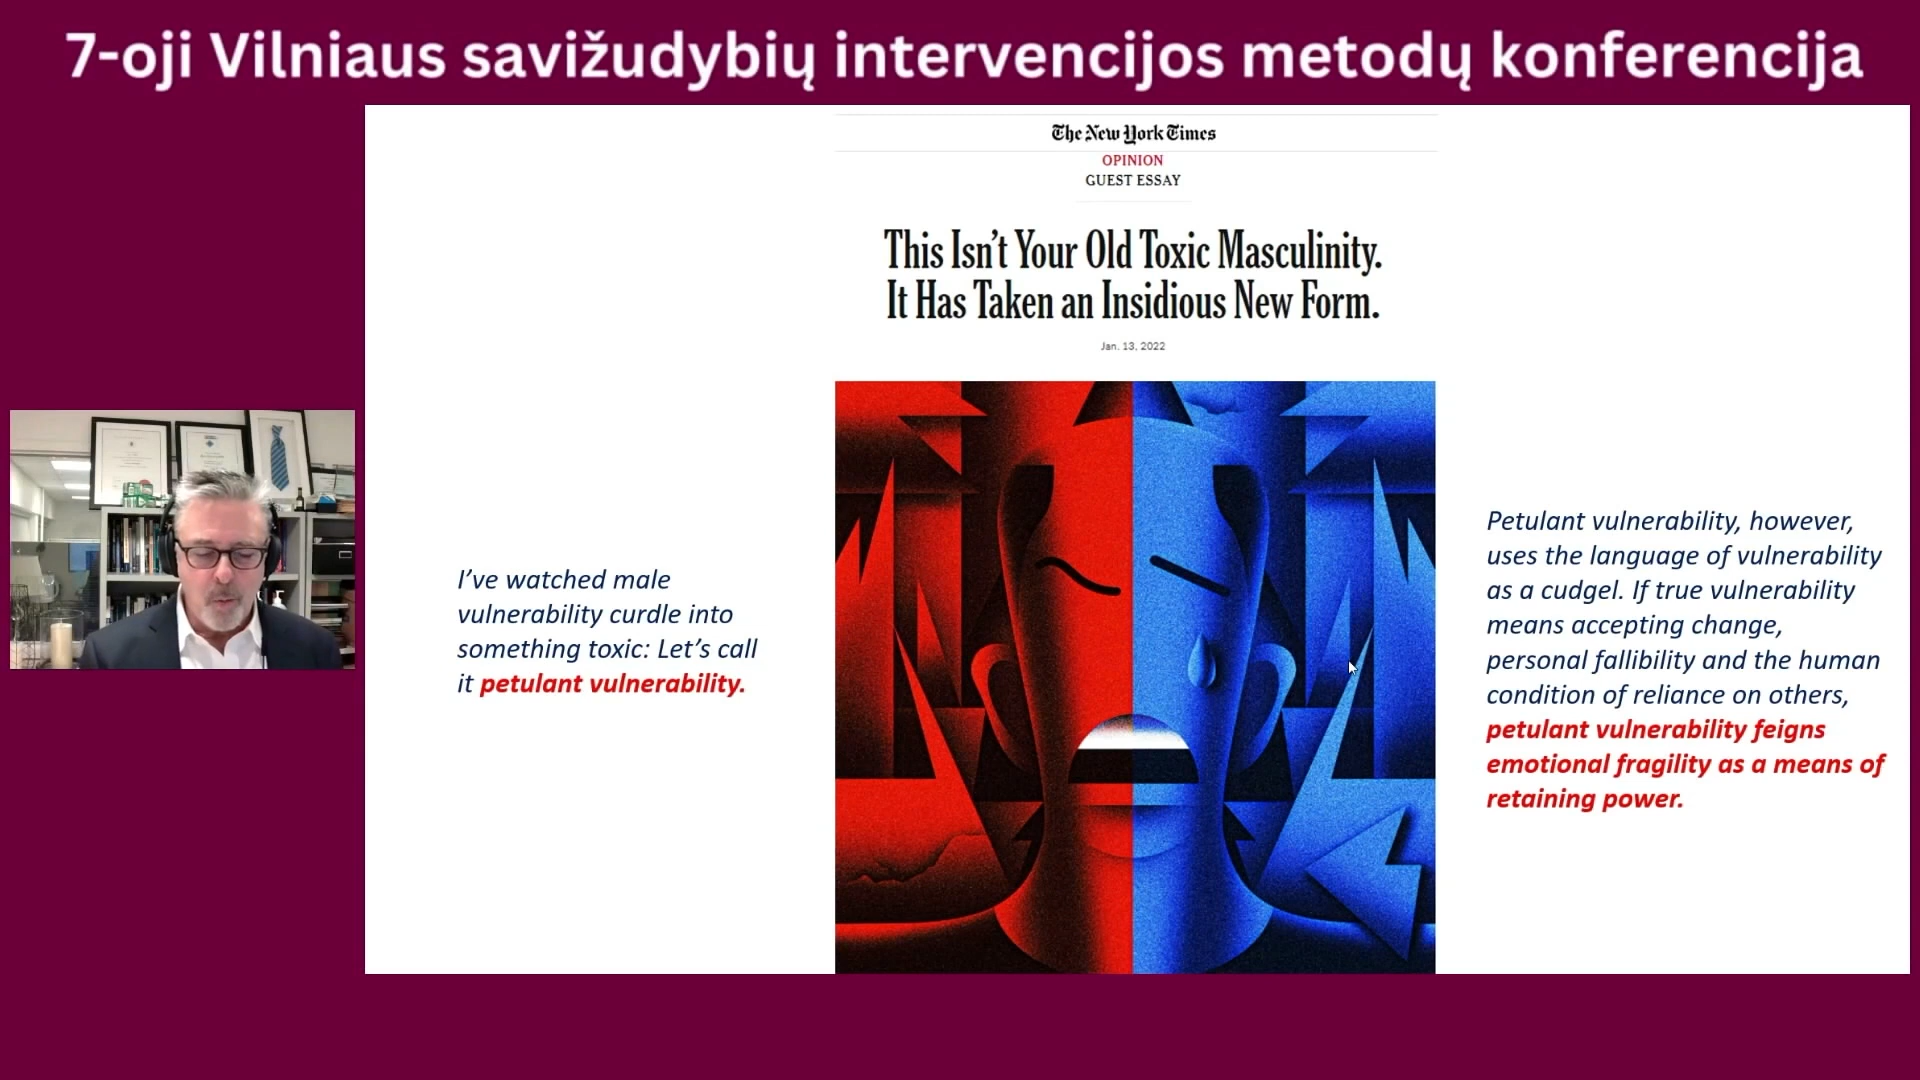 7-oji Vilniaus savižudybių intervencijos metodų konferencija
The New York Times
OPINION
GUEST ESSAY
This Isn’t Your Old Toxic Masculinity.
It Has Taken an Insidious New Form.
Jan. 13, 2022
I’ve watched male
vulnerability curdle into
something toxic: Let’s call
it petulant vulnerability.
Petulant vulnerability, however,
uses the language of vulnerability
as a cudgel. If true vulnerability
means accepting change,
personal fallibility and the human
condition of reliance on others,
petulant vulnerability feigns
emotional fragility as a means of
retaining power.